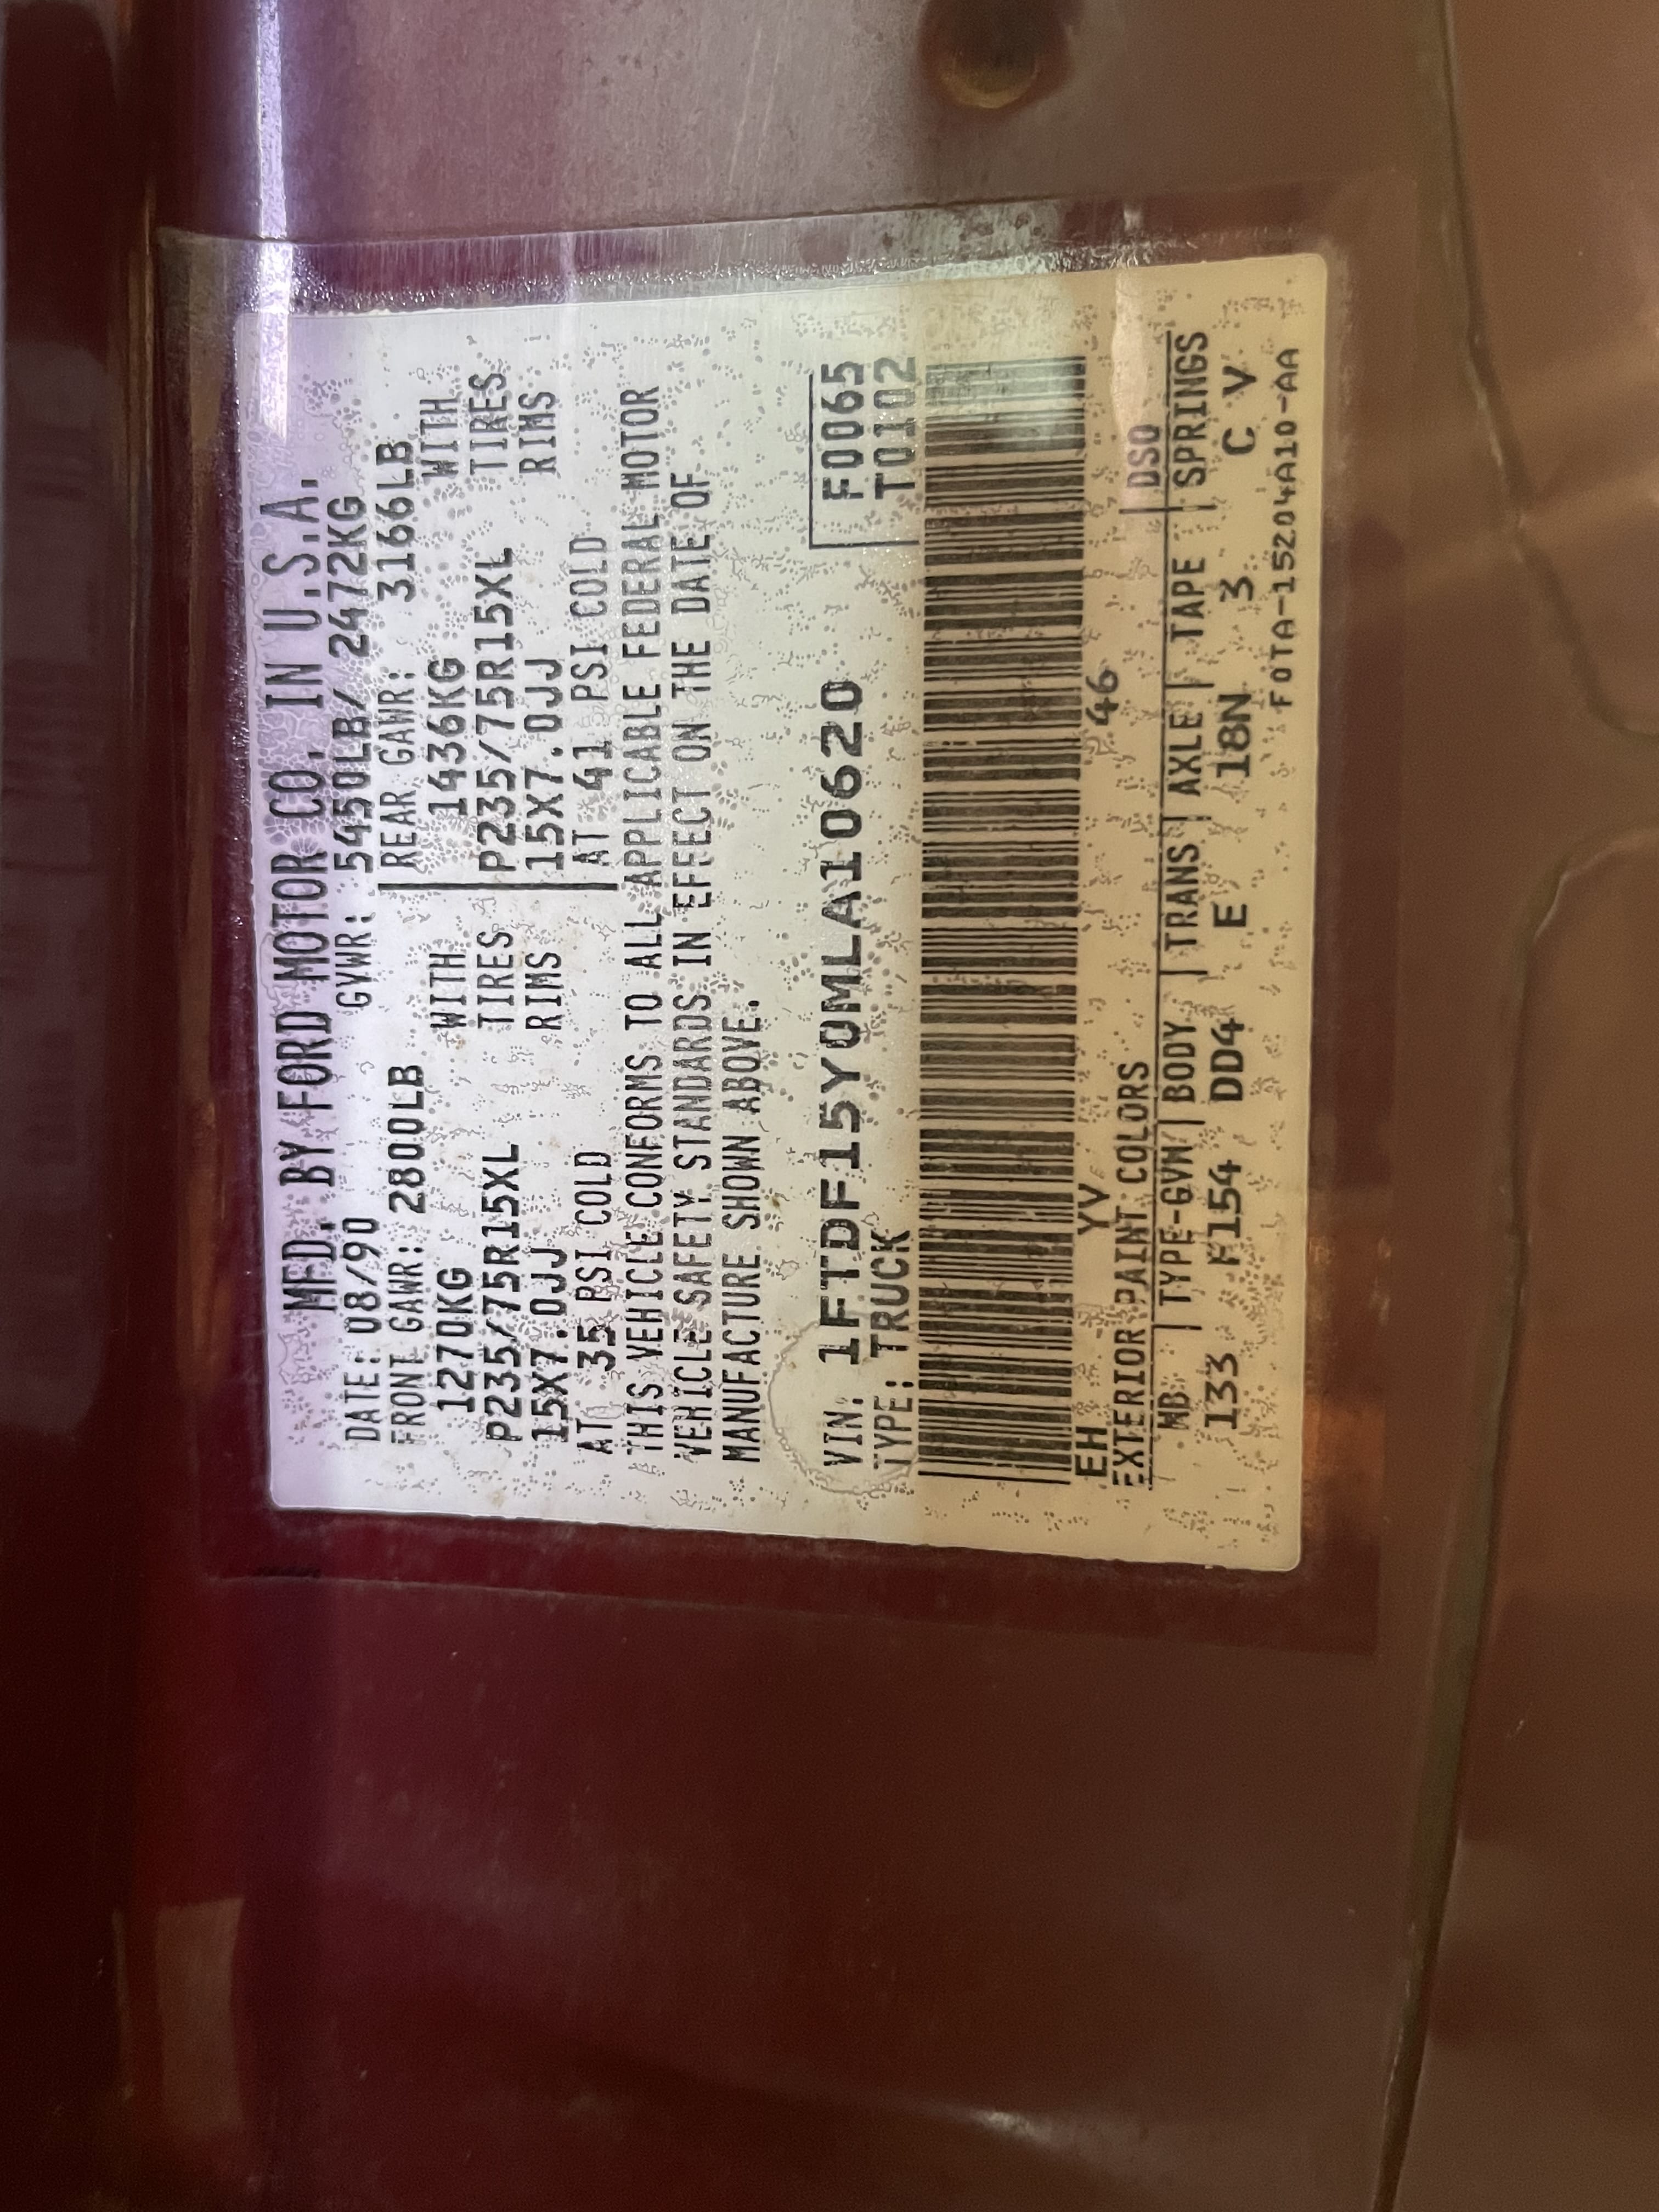 MFD. BY FORD MOTOR CO. IN U.S.A.
DATE: 08/90 GVWR: 5450LB/ 2472KG
FRONT GAWR: 2800LB REAR GAWR: 3166LB
1270KG WITH 1436KG WITH
P235/75R15XL TIRES P235/75R15XL TIRES
15X7.0JJ RIMS 15X7.0JJ RIMS
AT 35 PSI COLD AT 41 PSI COLD
THIS VEHICLE CONFORMS TO ALL APPLICABLE FEDERAL MOTOR
VEHICLE SAFETY STANDARDS IN EFFECT ON THE DATE OF
MANUFACTURE SHOWN ABOVE.
VIN: 1FTDF15Y0MLA10620 F0065
TYPE: TRUCK T0102
EH YV 46
EXTERIOR PAINT COLORS DSO
WB TYPE-GVW BODY TRANS AXLE TAPE SPRINGS
133 F154 DD4 E 18N 3 C V
F0TA-15204A10-AA